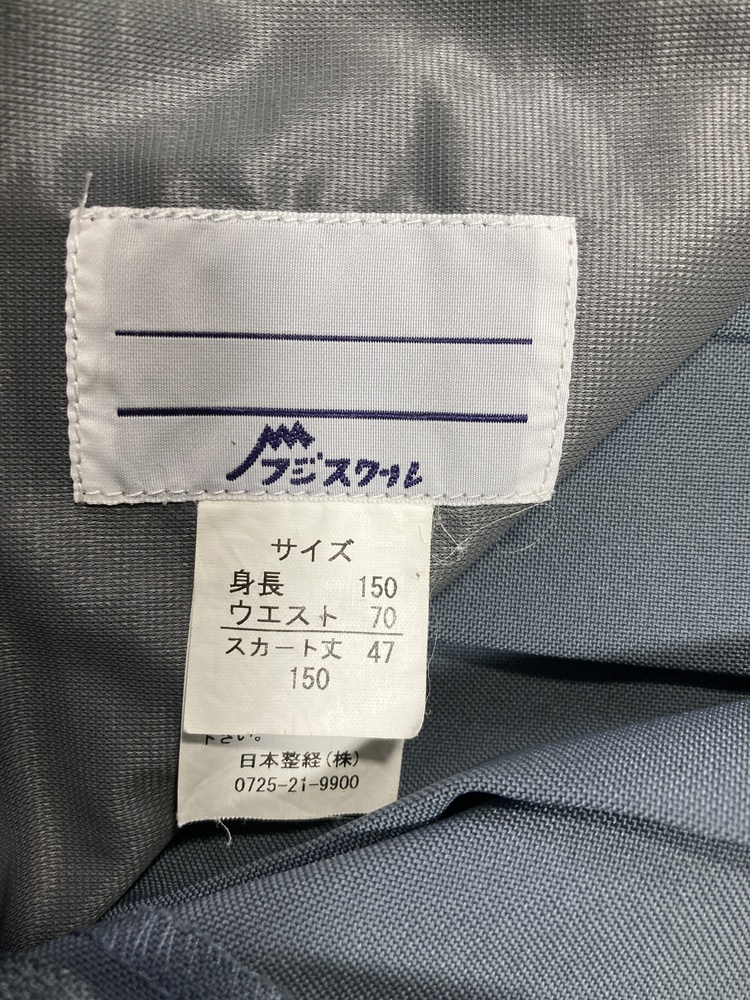 フジスクール
サイズ
身長 150
ウエスト 70
スカート丈 47
150
下さい。
日本整経(株)
0725-21-9900